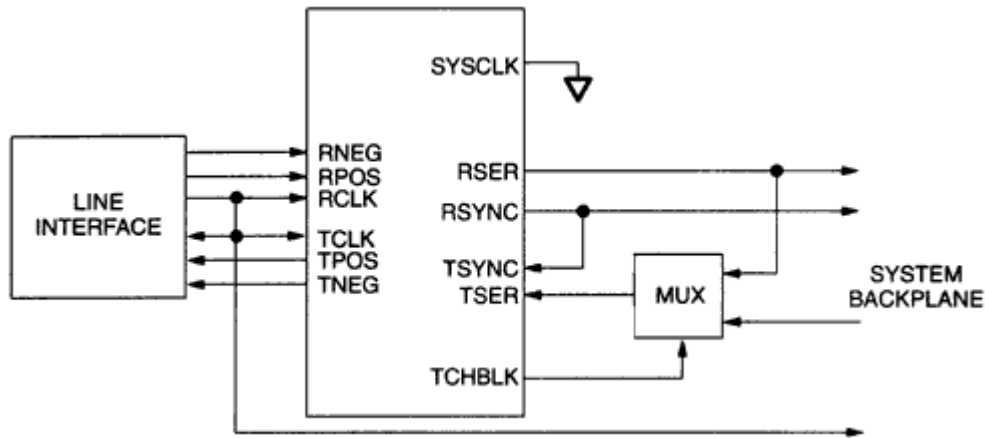 SYSCLK
LINE
INTERFACE
RNEG
RPOS
RCLK
TCLK
TPOS
TNEG
RSER
RSYNC
TSYNC
TSER
TCHBLK
MUX
SYSTEM
BACKPLANE